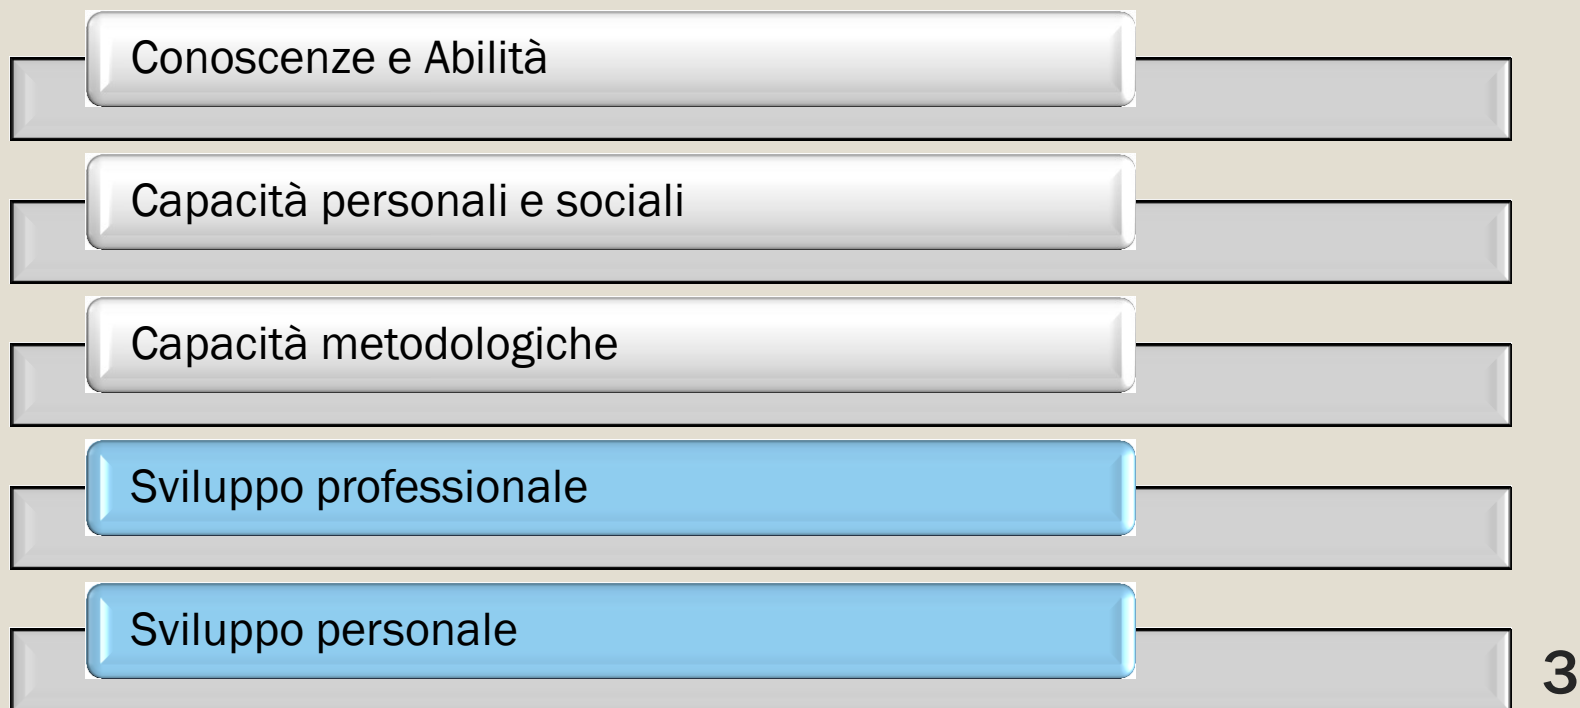 Conoscenze e Abilità
Capacità personali e sociali
Capacità metodologiche
Sviluppo professionale
Sviluppo personale
3